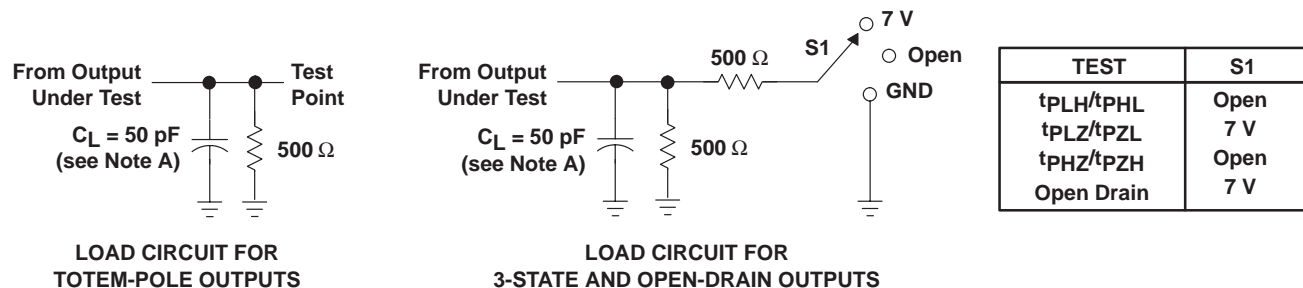 From Output
Under Test
Test
Point
CL = 50 pF
(see Note A)
500 Ω
LOAD CIRCUIT FOR
TOTEM-POLE OUTPUTS
From Output
Under Test
500 Ω
S1
7 V
Open
GND
CL = 50 pF
(see Note A)
500 Ω
LOAD CIRCUIT FOR
3-STATE AND OPEN-DRAIN OUTPUTS
TEST S1
tPLH/tPHL Open
tPLZ/tPZL 7 V
tPHZ/tPZH Open
Open Drain 7 V